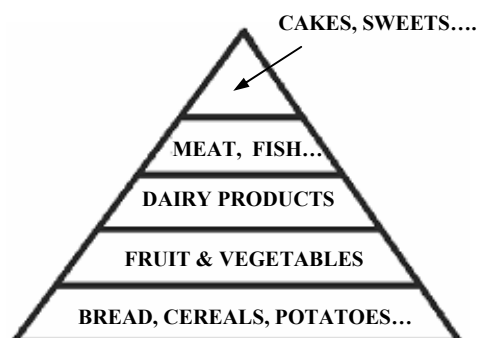 CAKES, SWEETS….
MEAT, FISH…
DAIRY PRODUCTS
FRUIT & VEGETABLES
BREAD, CEREALS, POTATOES…